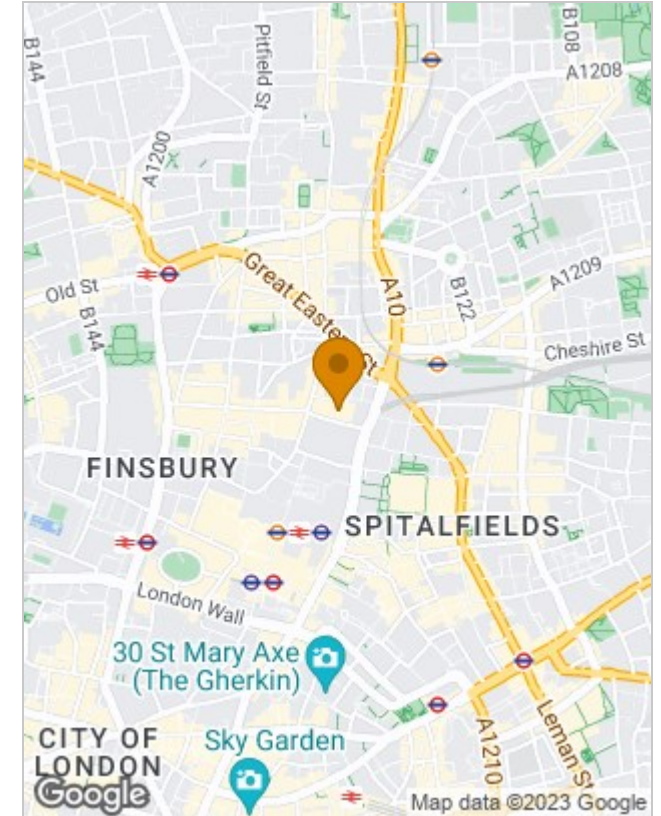 B144
Pitfield St
B108
A1208
A1200
Old St
Great Eastern St
A10
B122
A1209
B144
Cheshire St
FINSBURY
SPITALFIELDS
London Wall
30 St Mary Axe
(The Gherkin)
CITY OF
LONDON
Sky Garden
A1210
Leman St
Google
Map data ©2023 Google